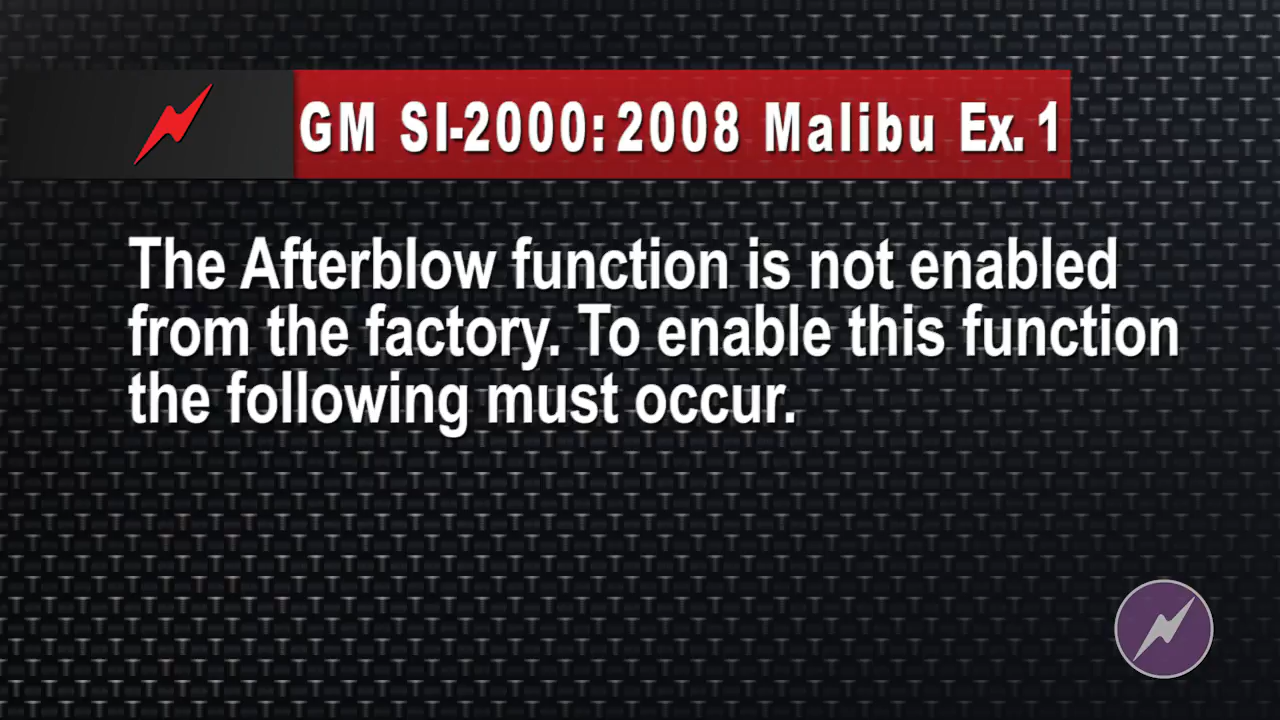 GM SI-2000: 2008 Malibu Ex. 1
The Afterblow function is not enabled
from the factory. To enable this function
the following must occur.